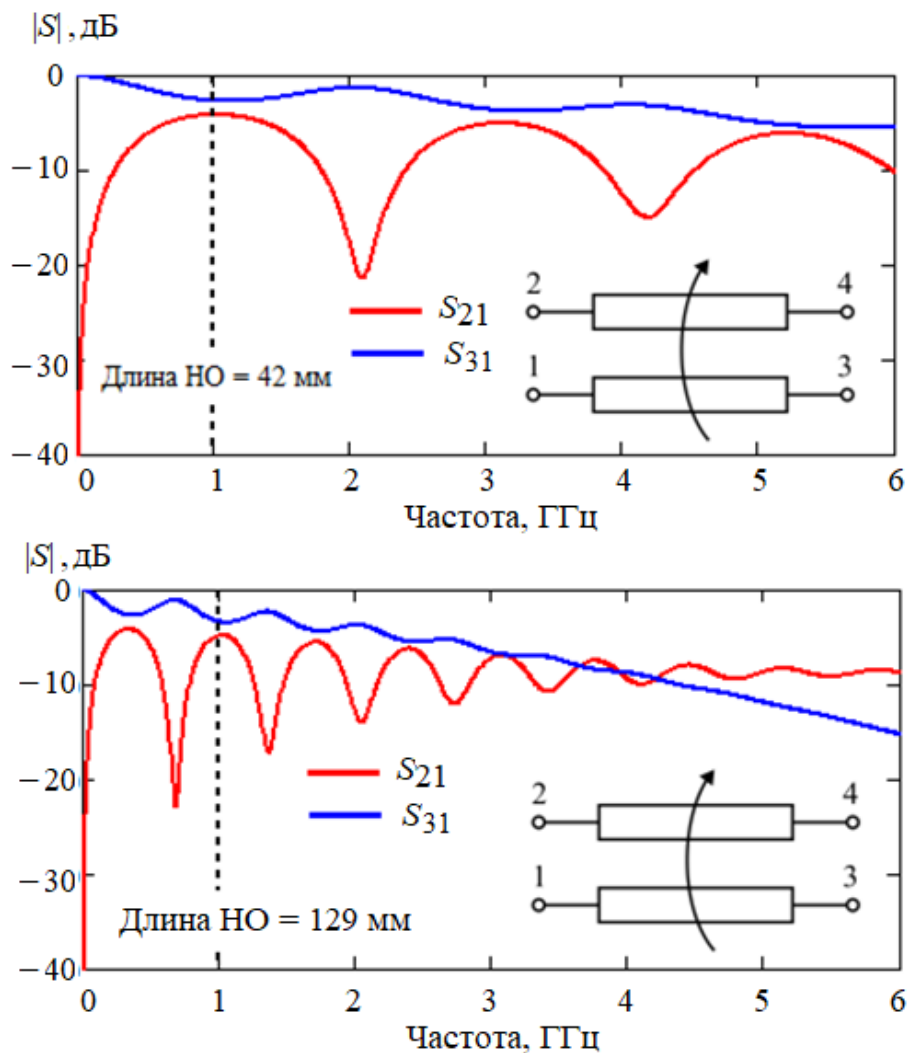 |S|, дБ
0
−10
−20
−30
−40
S21
S31
Длина НО = 42 мм
2 4
1 3
0 1 2 3 4 5 6
Частота, ГГц
|S|, дБ
0
−10
−20
−30
−40
S21
S31
Длина НО = 129 мм
2 4
1 3
0 1 2 3 4 5 6
Частота, ГГц